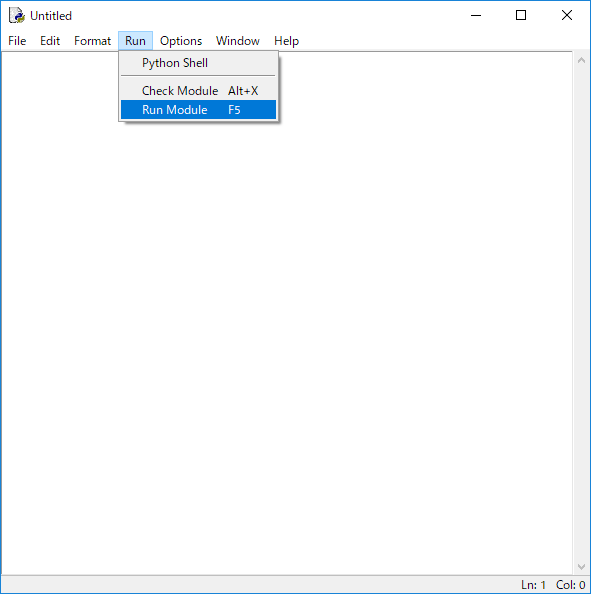 Untitled
File Edit Format Run Options Window Help
Python Shell
Check Module Alt+X
Run Module F5
Ln: 1 Col: 0